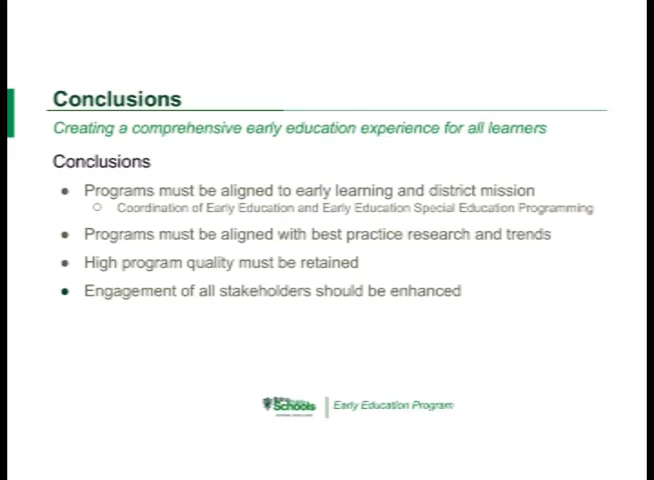 Conclusions
Creating a comprehensive early education experience for all learners
Conclusions
Programs must be aligned to early learning and district mission
Coordination of Early Education and Early Education Special Education Programming
Programs must be aligned with best practice research and trends
High program quality must be retained
Engagement of all stakeholders should be enhanced
Schools
Early Education Program